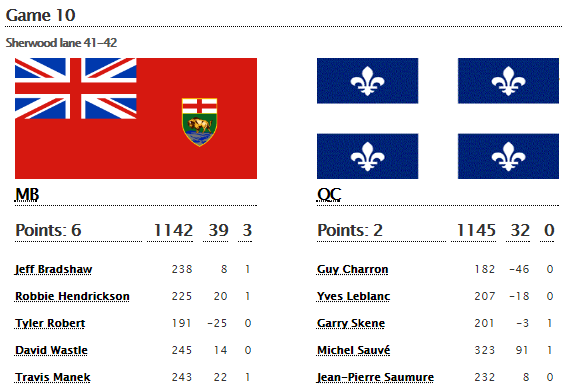 Game 10
Sherwood lane 41-42
MB
Points: 6 1142 39 3
Jeff Bradshaw 238 8 1
Robbie Hendrickson 225 20 1
Tyler Robert 191 -25 0
David Wastle 245 14 0
Travis Manek 243 22 1
QC
Points: 2 1145 32 0
Guy Charron 182 -46 0
Yves Leblanc 207 -18 0
Garry Skene 201 -3 1
Michel Sauvé 323 91 1
Jean-Pierre Saumure 232 8 0